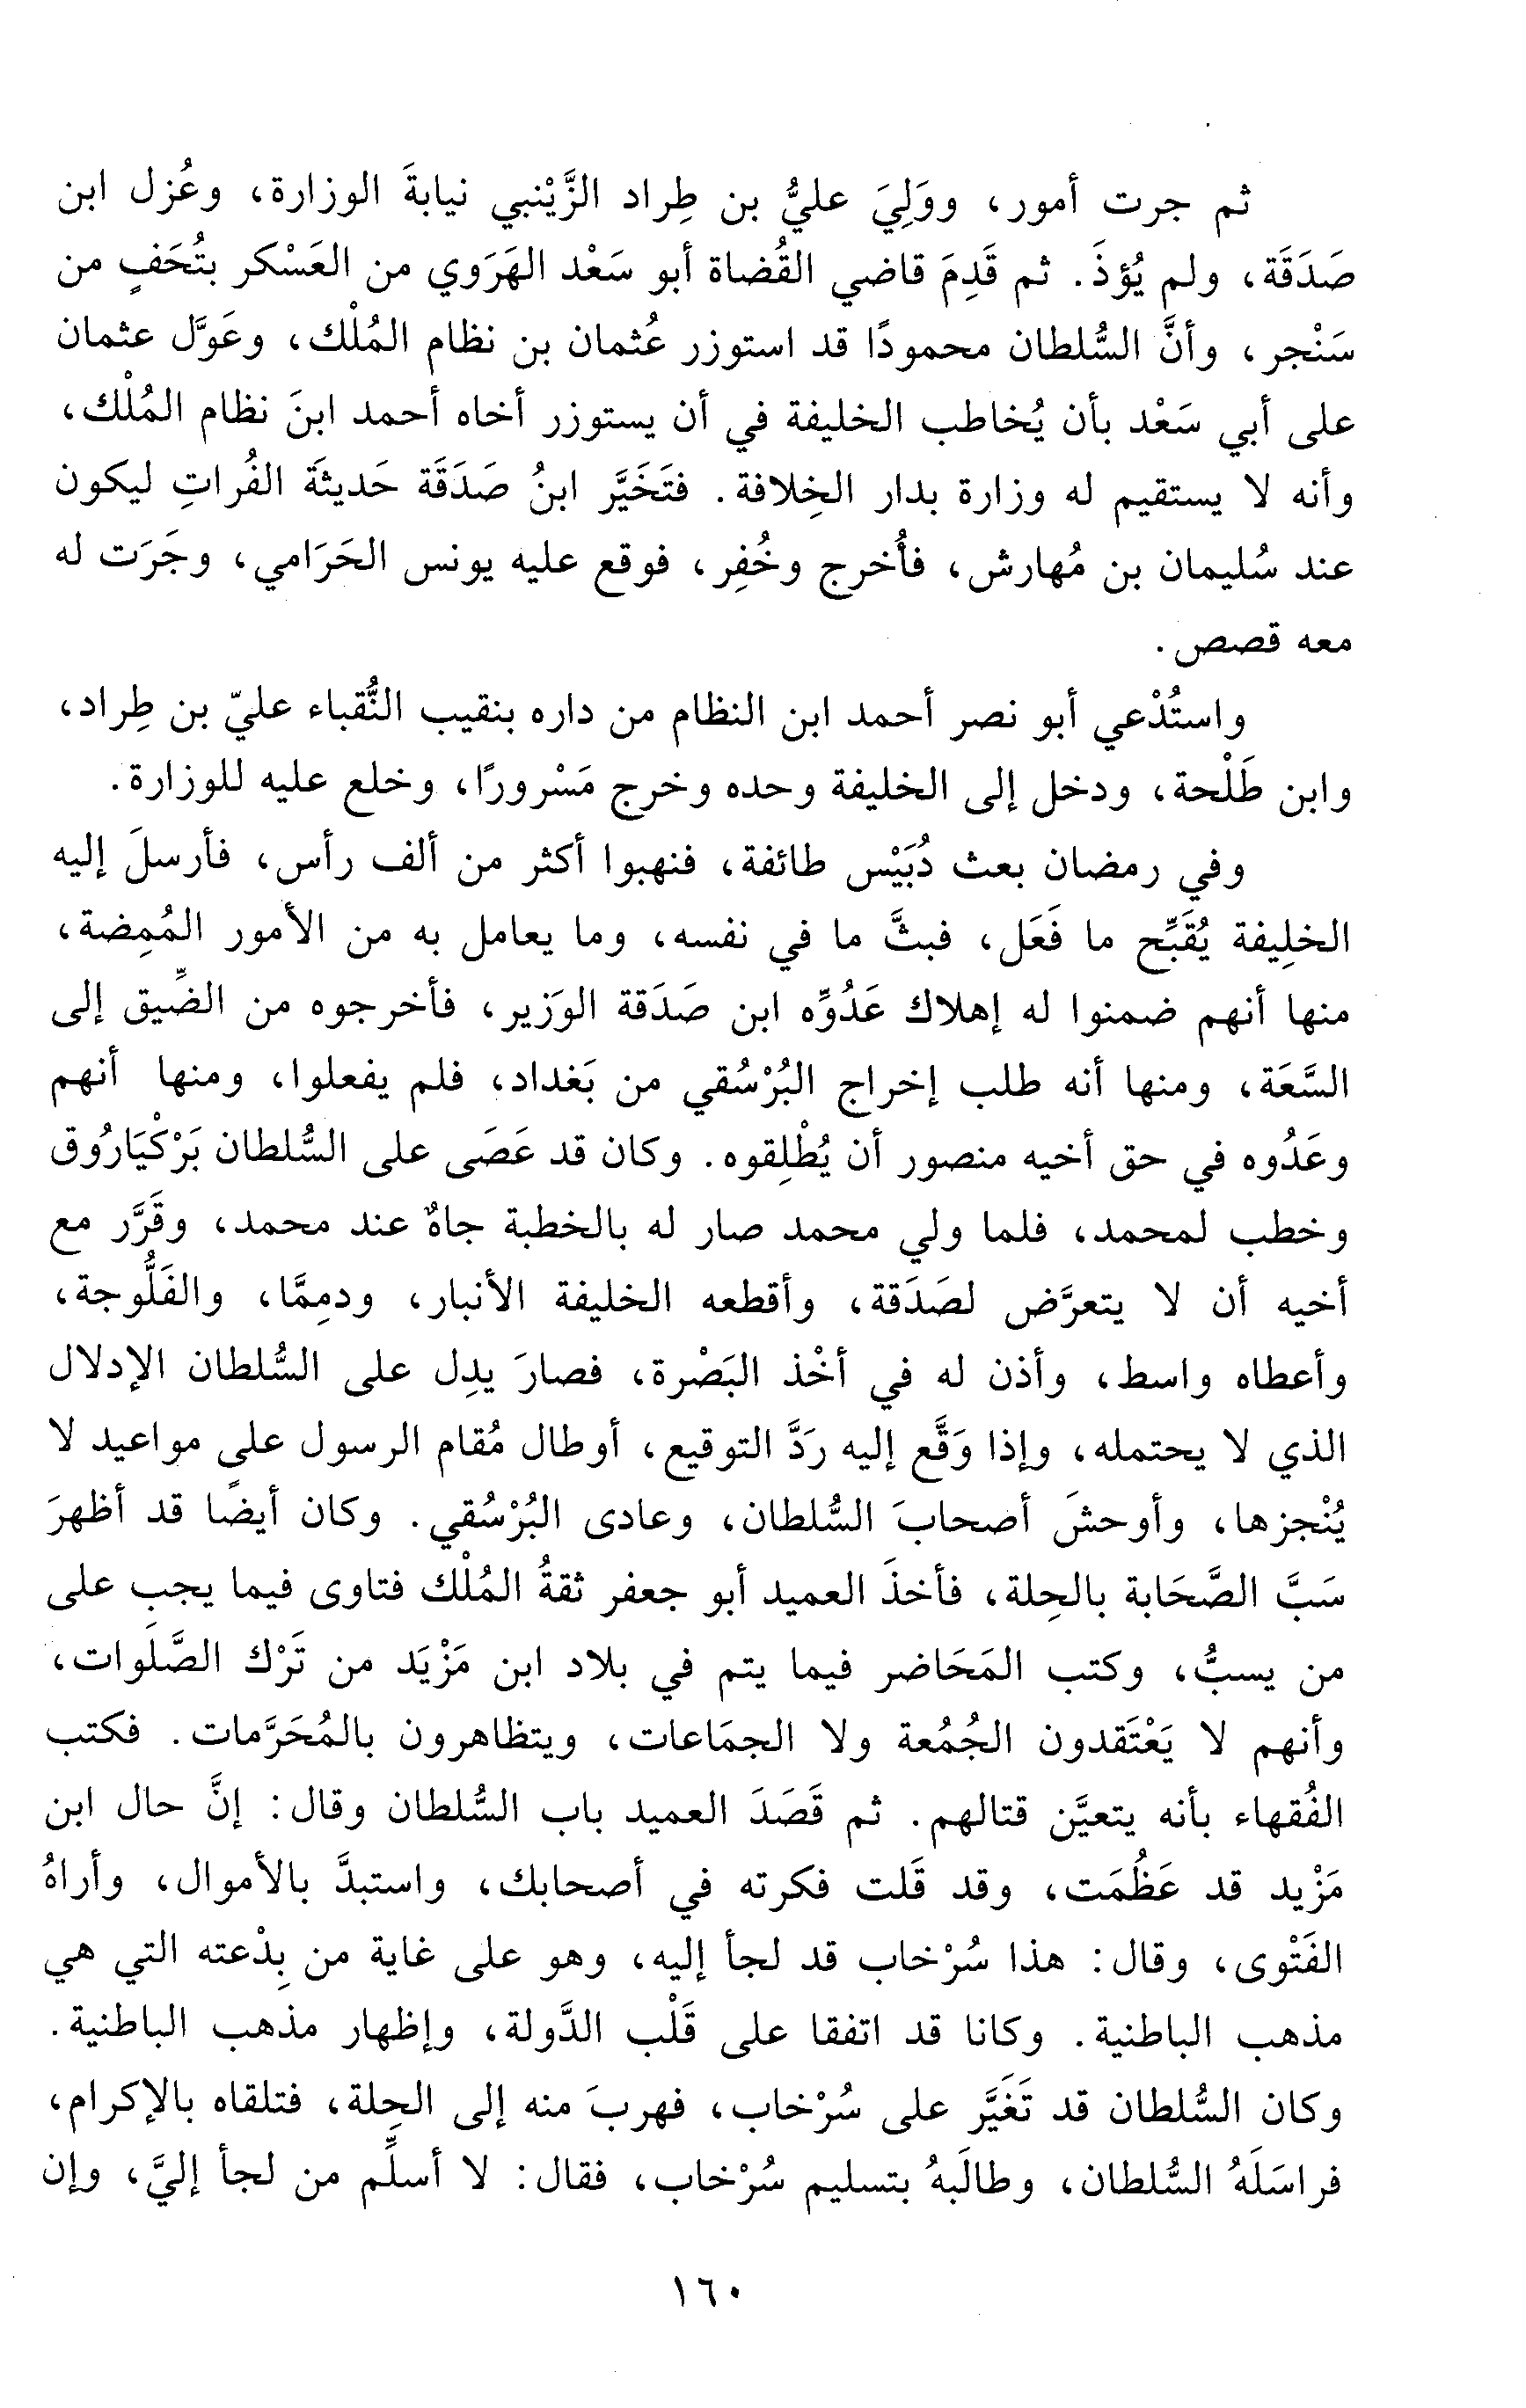 ثم جرت أمور، ووَلِيَ عليُّ بن طِراد الزَّيْنبي نيابةَ الوزارة، وعُزل ابن
صَدَقَة، ولم يُؤذَ. ثم قَدِمَ قاضي القُضاة أبو سَعْد الهَرَوي من العَسْكر بتُحَفٍ من
سَنْجر، وأنَّ السُّلطان محمودًا قد استوزر عُثمان بن نظام المُلْك، وعَوَّل عثمان
على أبي سَعْد بأن يُخاطب الخليفة في أن يستوزر أخاه أحمد ابنَ نظام المُلْك،
وأنه لا يستقيم له وزارة بدار الخِلافة. فتَخَيَّر ابنُ صَدَقَة حَديثَة الفُراتِ ليكون
عند سُليمان بن مُهارش، فأُخرج وخُفِر، فوقع عليه يونس الحَرَامي، وجَرَت له
معه قصص.
واستُدْعي أبو نصر أحمد ابن النظام من داره بنقيب النُّقباء عليّ بن طِراد،
وابن طَلْحة، ودخل إلى الخليفة وحده وخرج مَسْرورًا، وخلع عليه للوزارة.
وفي رمضان بعث دُبَيْس طائفة، فنهبوا أكثر من ألف رأس، فأرسلَ إليه
الخلِيفة يُقَبِّح ما فَعَل، فبثَّ ما في نفسه، وما يعامل به من الأمور المُمِضة،
منها أنهم ضمنوا له إهلاك عَدُوِّه ابن صَدَقة الوَزير، فأخرجوه من الضِّيق إلى
السَّعَة، ومنها أنه طلب إخراج البُرْسُقي من بَغداد، فلم يفعلوا، ومنها أنهم
وعَدُوه في حق أخيه منصور أن يُطْلِقوه. وكان قد عَصَى على السُّلطان بَرْكْيَارُوق
وخطب لمحمد، فلما ولي محمد صار له بالخطبة جاهٌ عند محمد، وقَرَّر مع
أخيه أن لا يتعرَّض لصَدَقة، وأقطعه الخليفة الأنبار، ودمِمَّا، والفَلُّوجة،
وأعطاه واسط، وأذن له في أخْذ البَصْرة، فصارَ يدِل على السُّلطان الإدلال
الذي لا يحتمله، وإذا وَقَّع إليه رَدَّ التوقيع، أوطال مُقام الرسول على مواعيد لا
يُنْجزها، وأوحشَ أصحابَ السُّلطان، وعادى البُرْسُقي. وكان أيضًا قد أظهرَ
سَبَّ الصَّحَابة بالحِلة، فأخذَ العميد أبو جعفر ثقةُ المُلْك فتاوى فيما يجب على
من يسبُّ، وكتب المَحَاضر فيما يتم في بلاد ابن مَزْيَد من تَرْك الصَّلَوات،
وأنهم لا يَعْتَقدون الجُمُعة ولا الجمَاعات، ويتظاهرون بالمُحَرَّمات. فكتب
الفُقهاء بأنه يتعيَّن قتالهم. ثم قَصَدَ العميد باب السُّلطان وقال: إنَّ حال ابن
مَزْيد قد عَظُمَت، وقد قَلت فكرته في أصحابك، واستبدَّ بالأموال، وأراهُ
الفَتْوى، وقال: هذا سُرْخاب قد لجأ إليه، وهو على غاية من بِدْعته التي هي
مذهب الباطنية. وكانا قد اتفقا على قَلْب الدَّولة، وإظهار مذهب الباطنية.
وكان السُّلطان قد تَغَيَّر على سُرْخاب، فهربَ منه إلى الحِلة، فتلقاه بالإكرام،
فراسَلَهُ السُّلطان، وطالَبهُ بتسليم سُرْخاب، فقال: لا أسلِّم من لجأ إليَّ، وإن
١٦٠